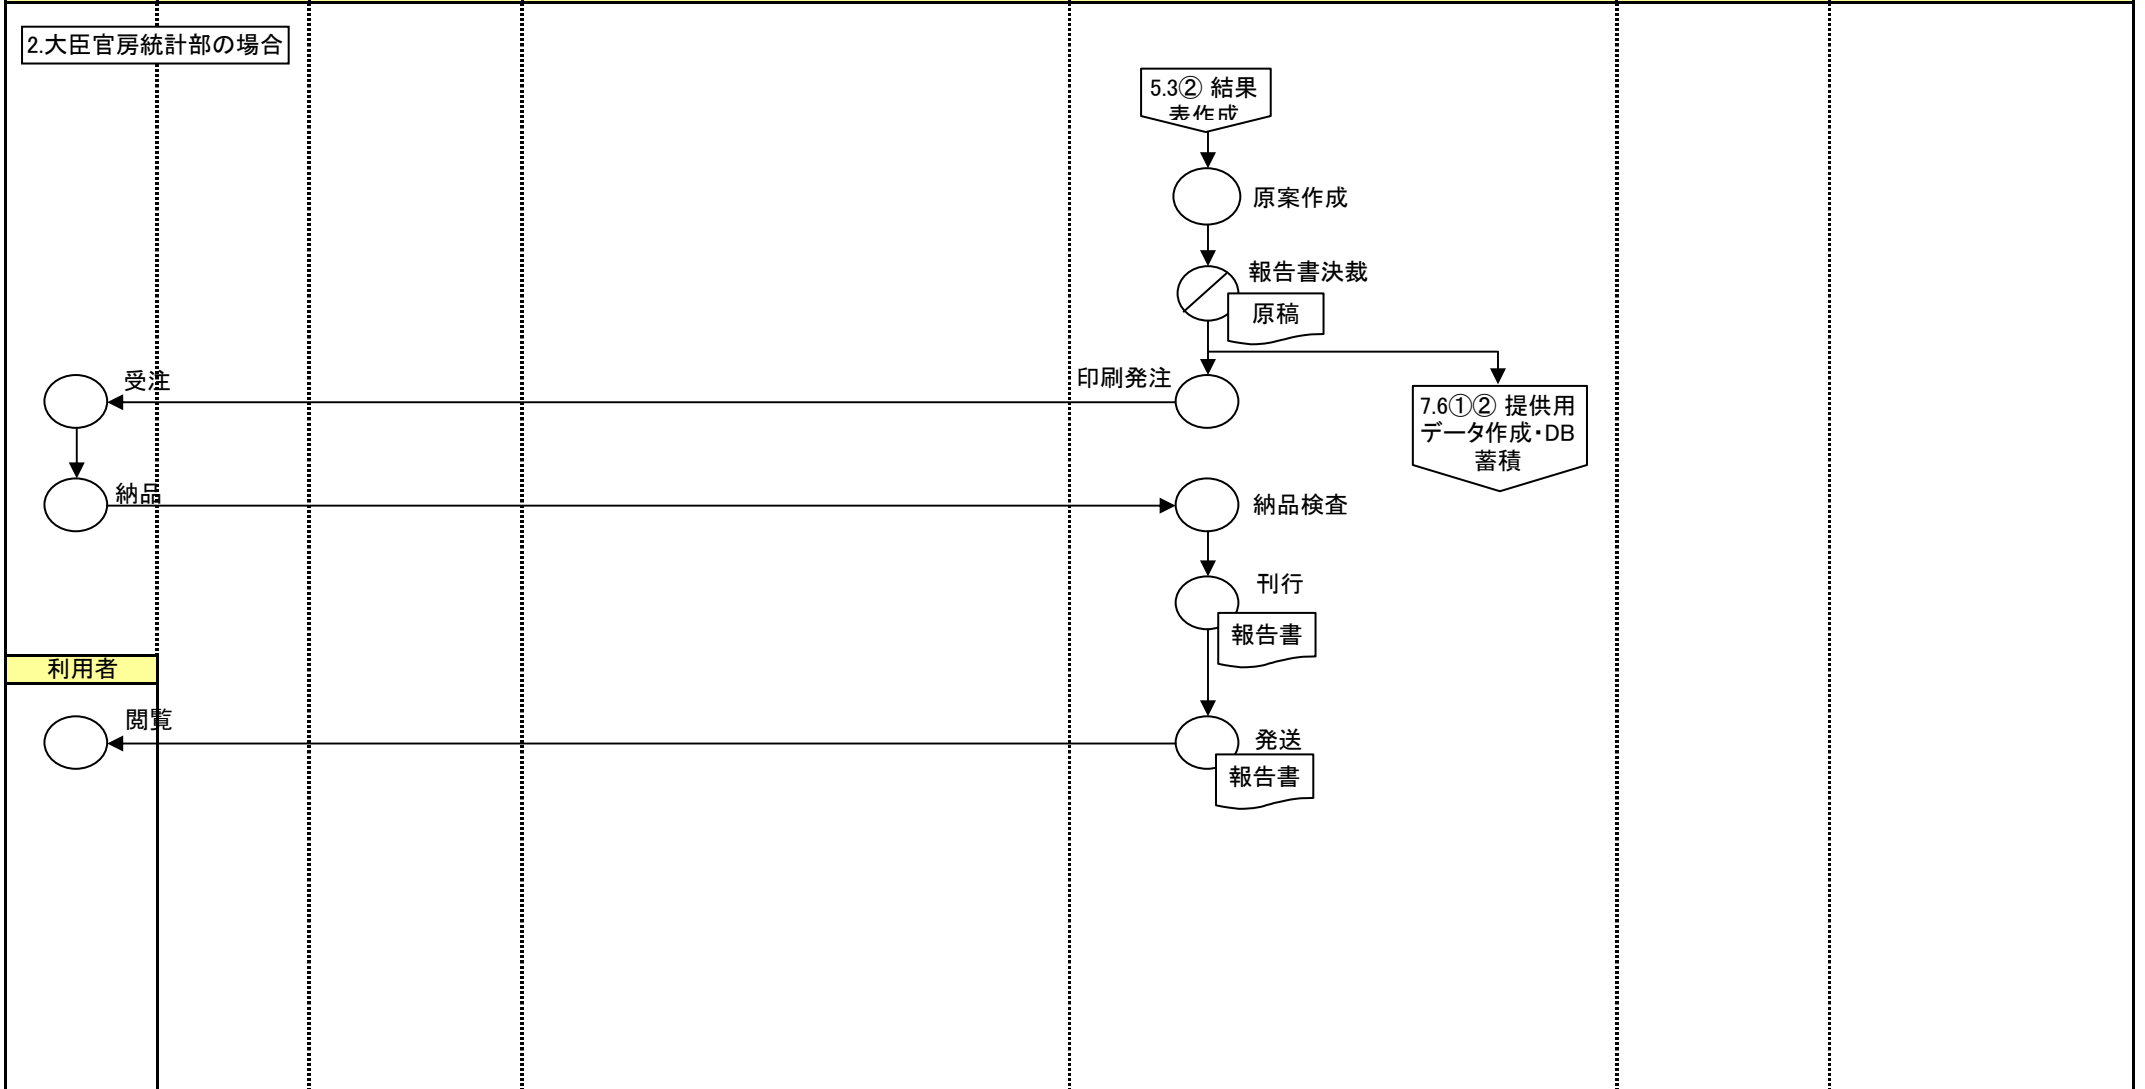 2.大臣官房統計部の場合
5.3② 結果
表作成
原案作成
報告書決裁
原稿
受注
印刷発注
7.6①② 提供用
データ作成・DB
蓄積
納品
納品検査
刊行
報告書
利用者
閲覧
発送
報告書